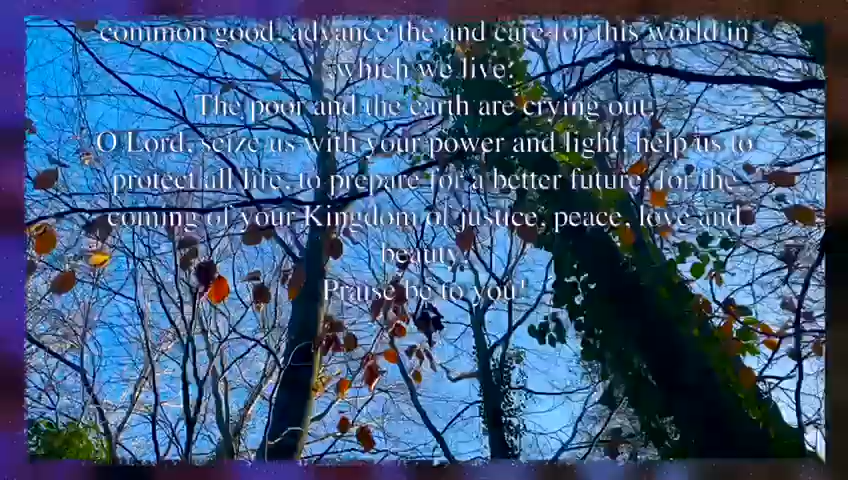 common good, advance the and care for this world in
which we live.
The poor and the earth are crying out.
O Lord, seize us with your power and light, help us to
protect all life, to prepare for a better future, for the
coming of your Kingdom of justice, peace, love and
beauty.
Praise be to you!